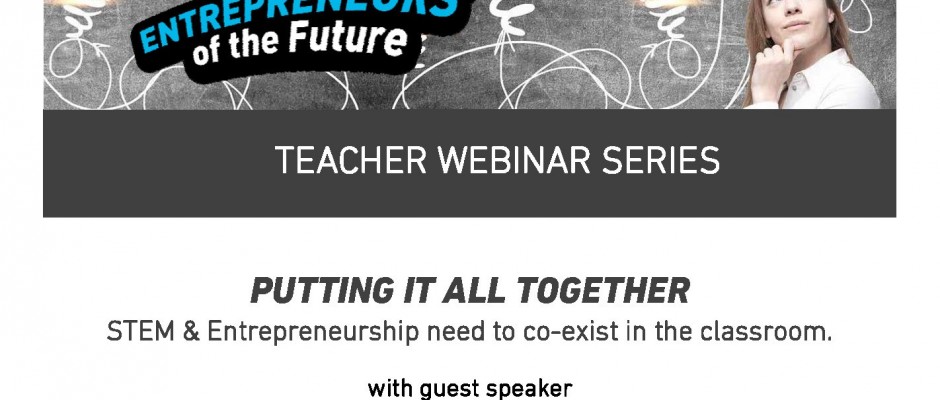 ENTREPRENEURS
of the Future
TEACHER WEBINAR SERIES
PUTTING IT ALL TOGETHER
STEM & Entrepreneurship need to co-exist in the classroom.
with guest speaker